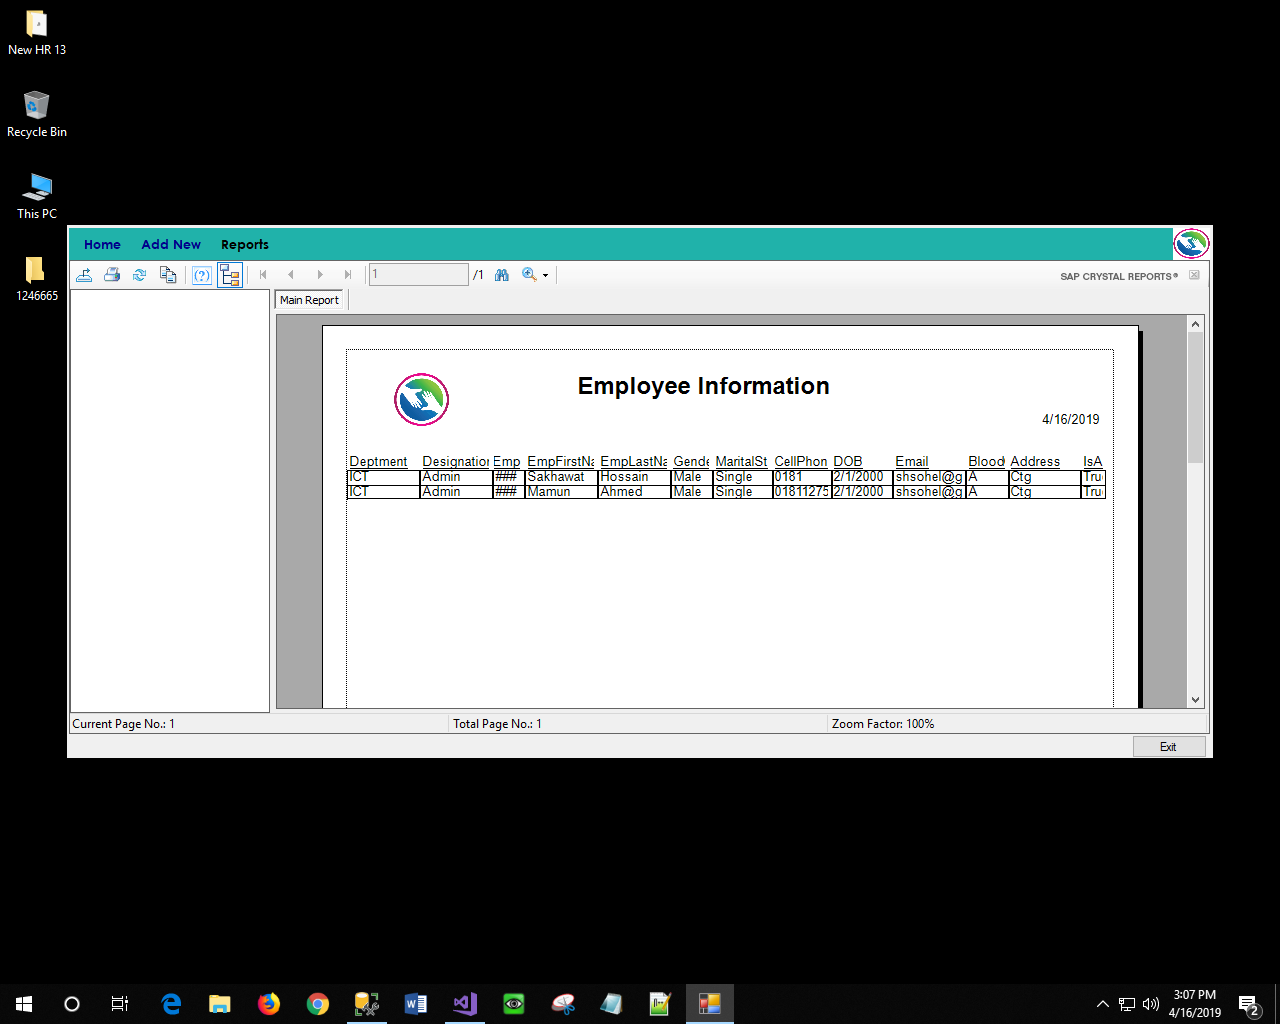 New HR 13
Recycle Bin
This PC
1246665
Home Add New Reports
1 /1 SAP CRYSTAL REPORTS®
Main Report
Employee Information
4/16/2019
Deptment Designation Emp EmpFirstNa EmpLastNa Gende MaritalSt CellPhon DOB Email Blood Address IsA
ICT Admin ### Sakhawat Hossain Male Single 0181 2/1/2000 shsohel@g A Ctg Tru
ICT Admin ### Mamun Ahmed Male Single 01811275 2/1/2000 shsohel@g A Ctg Tru
Current Page No.: 1 Total Page No.: 1 Zoom Factor: 100%
Exit
3:07 PM
4/16/2019
2